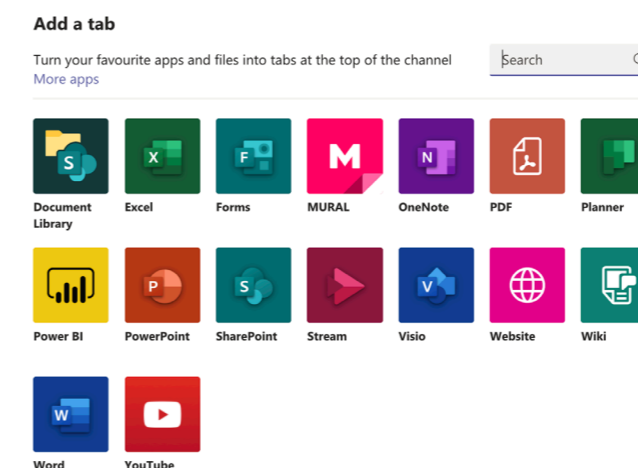 Add a tab
Turn your favourite apps and files into tabs at the top of the channel
Search
More apps
S
X
F
M
N
Document
Library
Excel
Forms
MURAL
OneNote
PDF
Planner
P
S
V
Power BI
PowerPoint
SharePoint
Stream
Visio
Website
Wiki
W
Word
YouTube